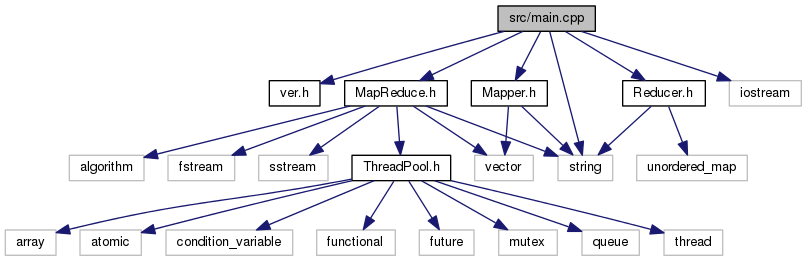 src/main.cpp
ver.h
MapReduce.h
Mapper.h
Reducer.h
iostream
algorithm
fstream
sstream
ThreadPool.h
vector
string
unordered_map
array
atomic
condition_variable
functional
future
mutex
queue
thread